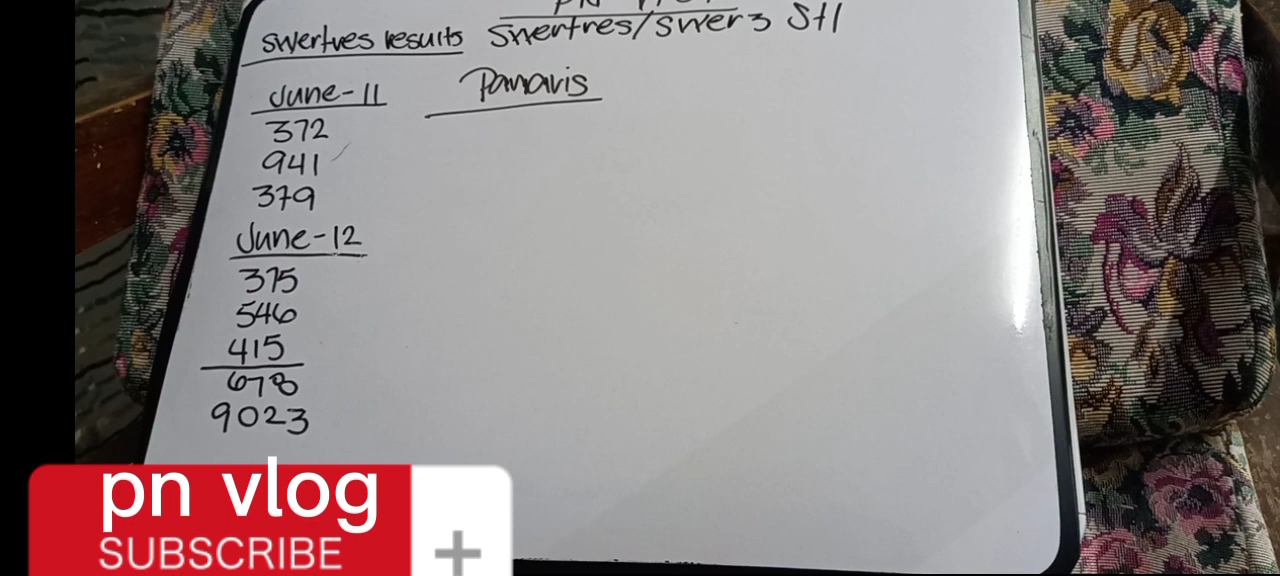 swertres results Swertres/Swer3 Stl
June-11 Pamaris
372
941
379
June-12
375
546
415
678
9023
pn vlog
SUBSCRIBE